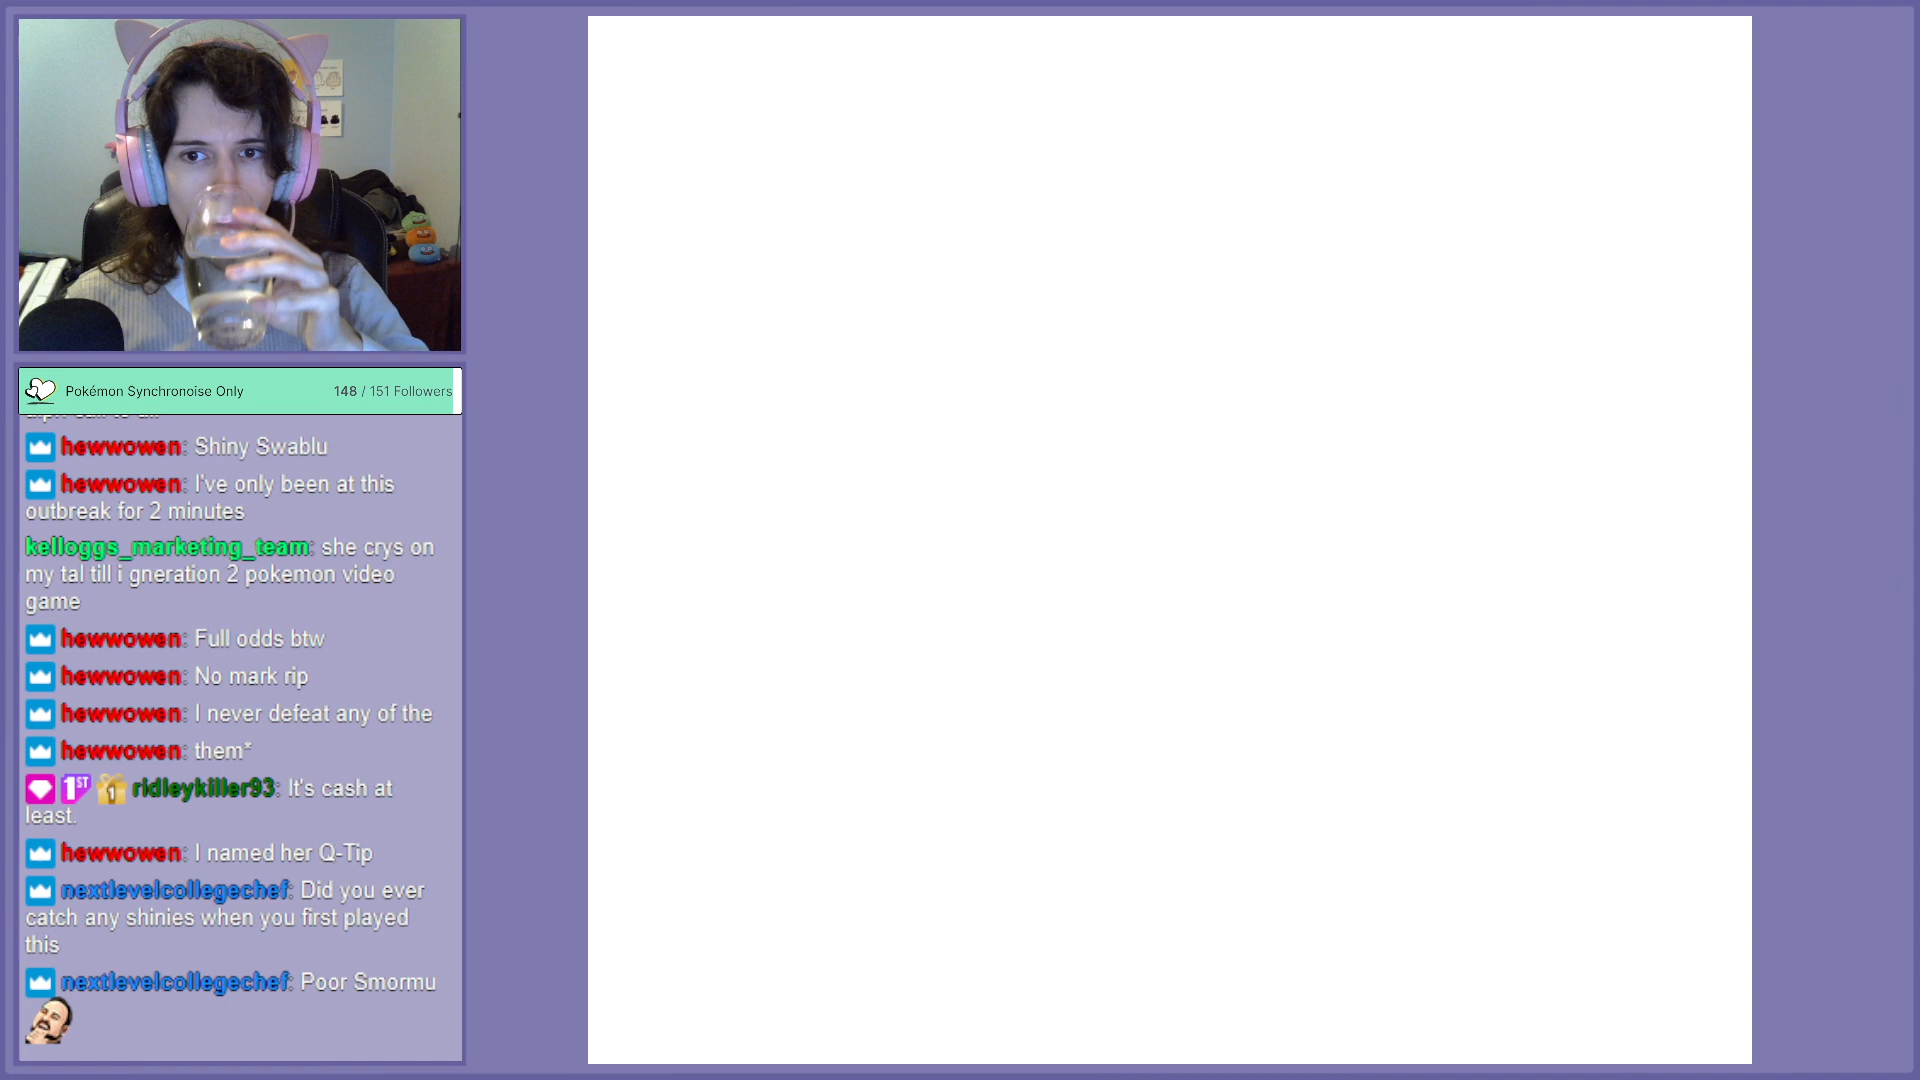 Pokémon Synchronoise Only 148 / 151 Followers
hewwowen: Shiny Swablu
hewwowen: I've only been at this
outbreak for 2 minutes
kelloggs_marketing_team: she crys on
my tal till i gneration 2 pokemon video
game
hewwowen: Full odds btw
hewwowen: No mark rip
hewwowen: I never defeat any of the
hewwowen: them*
1ST 1 ridleykiller93: It's cash at
least.
hewwowen: I named her Q-Tip
nextlevelcollegechef: Did you ever
catch any shinies when you first played
this
nextlevelcollegechef: Poor Smormu